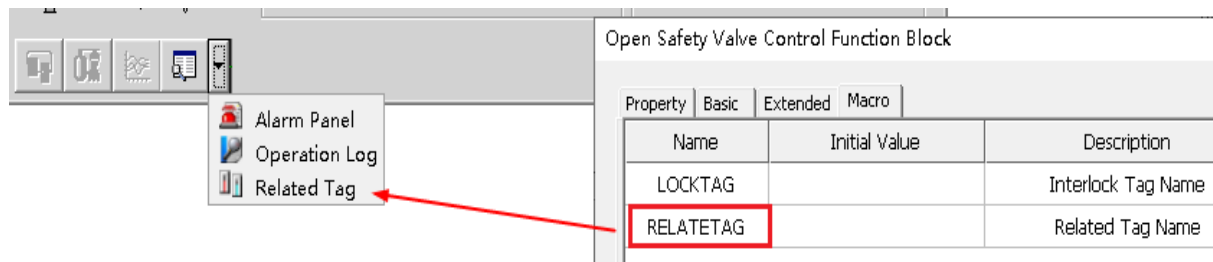 Open Safety Valve Control Function Block
Property Basic Extended Macro
Name Initial Value Description
LOCKTAG Interlock Tag Name
RELATETAG Related Tag Name
Alarm Panel
Operation Log
Related Tag